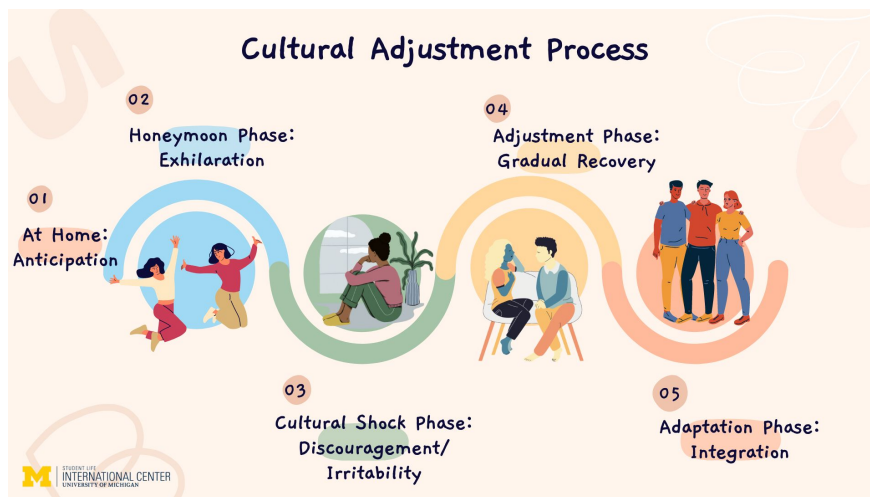 Cultural Adjustment Process
01
At Home:
Anticipation
02
Honeymoon Phase:
Exhilaration
03
Cultural Shock Phase:
Discouragement/
Irritability
04
Adjustment Phase:
Gradual Recovery
05
Adaptation Phase:
Integration
M
STUDENT LIFE
INTERNATIONAL CENTER
UNIVERSITY OF MICHIGAN